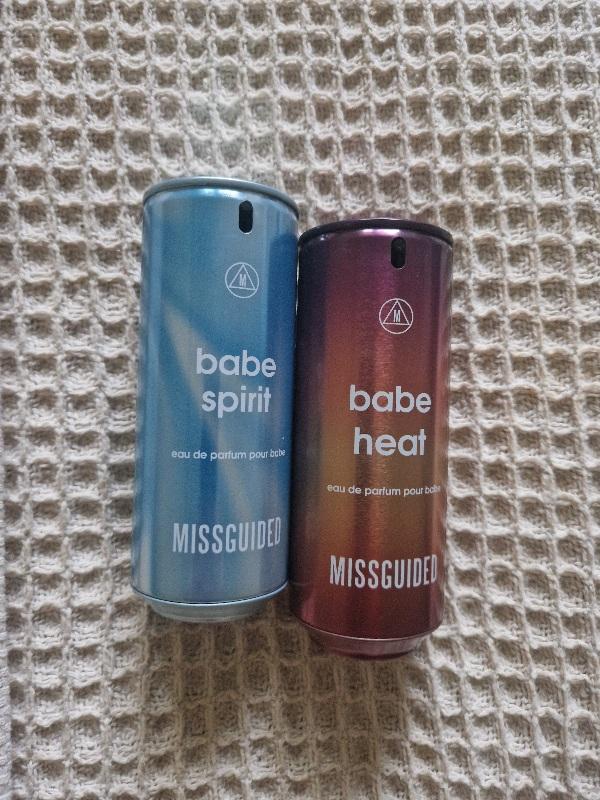 M
babe
spirit
eau de parfum pour babe
MISSGUIDED
M
babe
heat
eau de parfum pour babe
MISSGUIDED